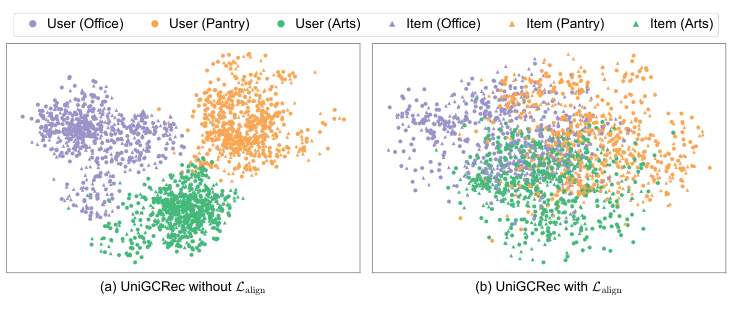 User (Office) User (Pantry) User (Arts) Item (Office) Item (Pantry) Item (Arts)
(a) UniGCRec without ℒalign
(b) UniGCRec with ℒalign